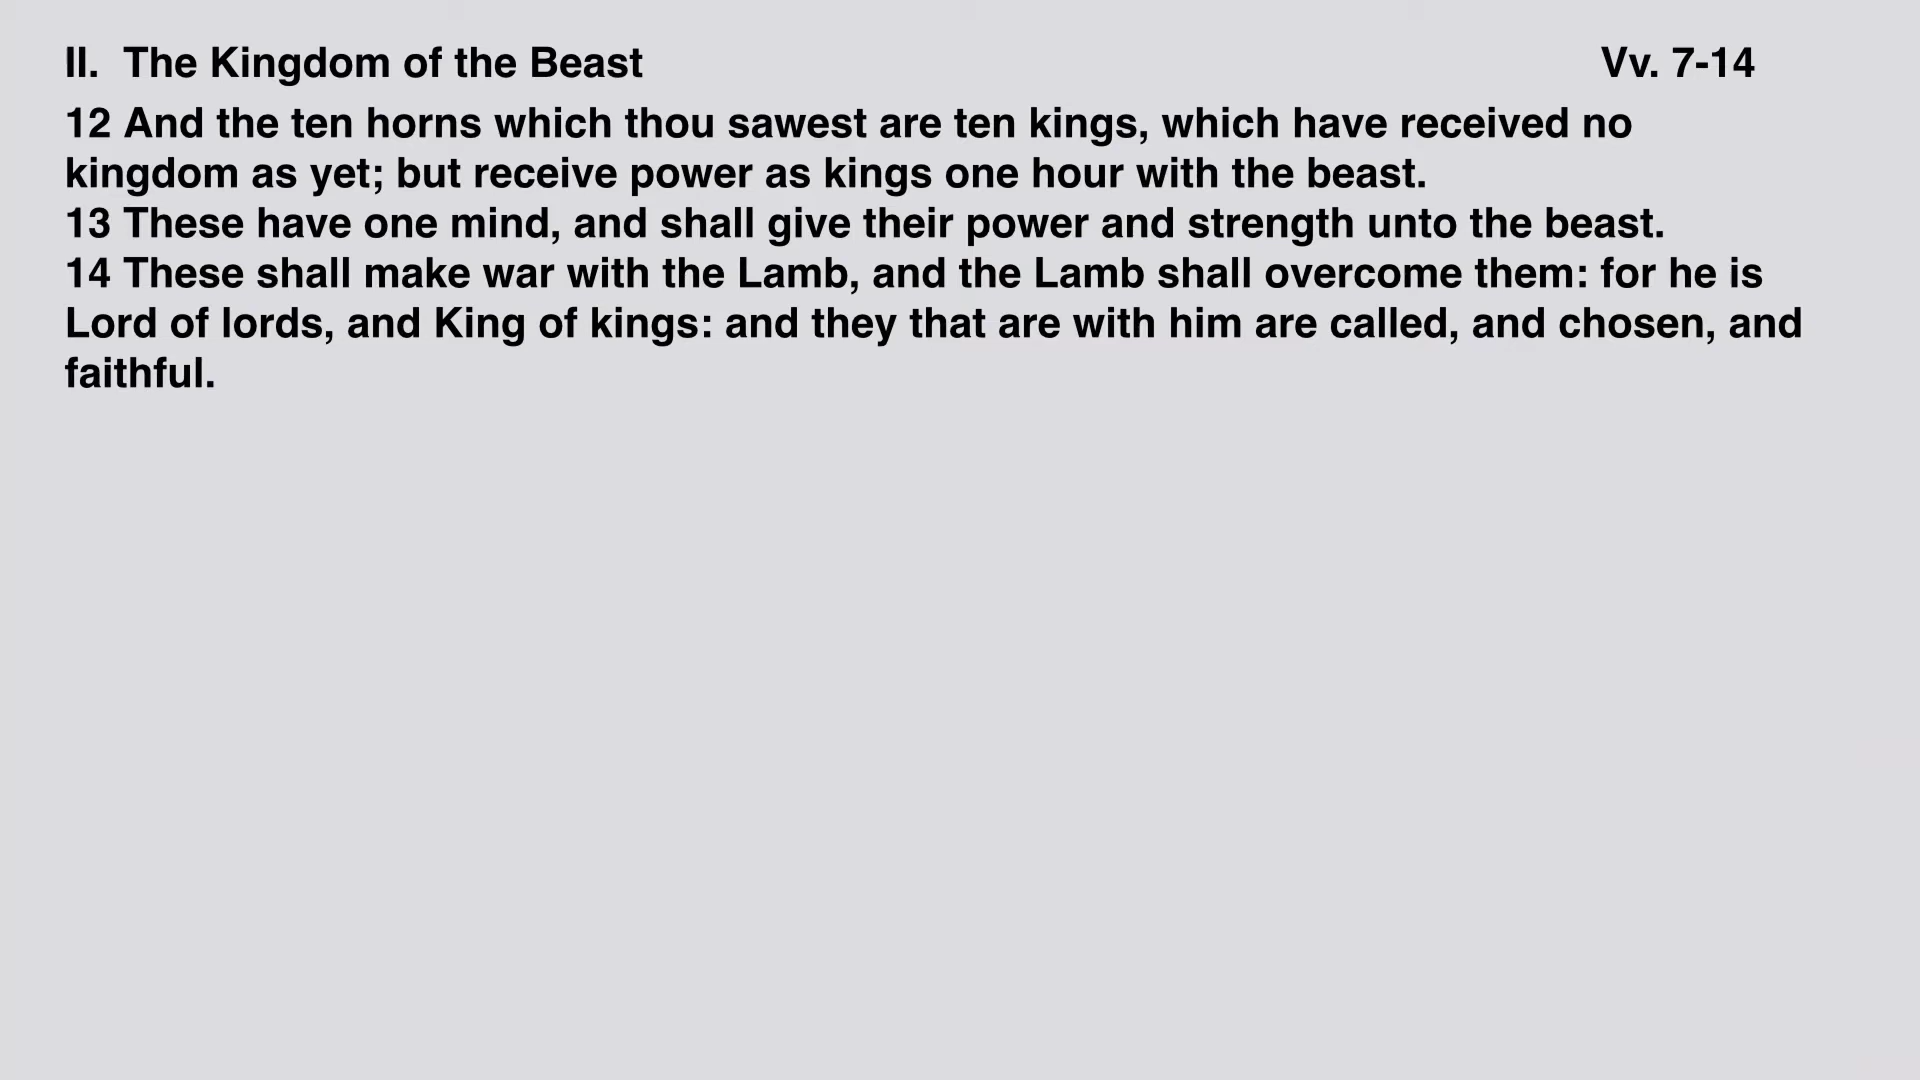 II. The Kingdom of the Beast Vv. 7-14
12 And the ten horns which thou sawest are ten kings, which have received no
kingdom as yet; but receive power as kings one hour with the beast.
13 These have one mind, and shall give their power and strength unto the beast.
14 These shall make war with the Lamb, and the Lamb shall overcome them: for he is
Lord of lords, and King of kings: and they that are with him are called, and chosen, and
faithful.